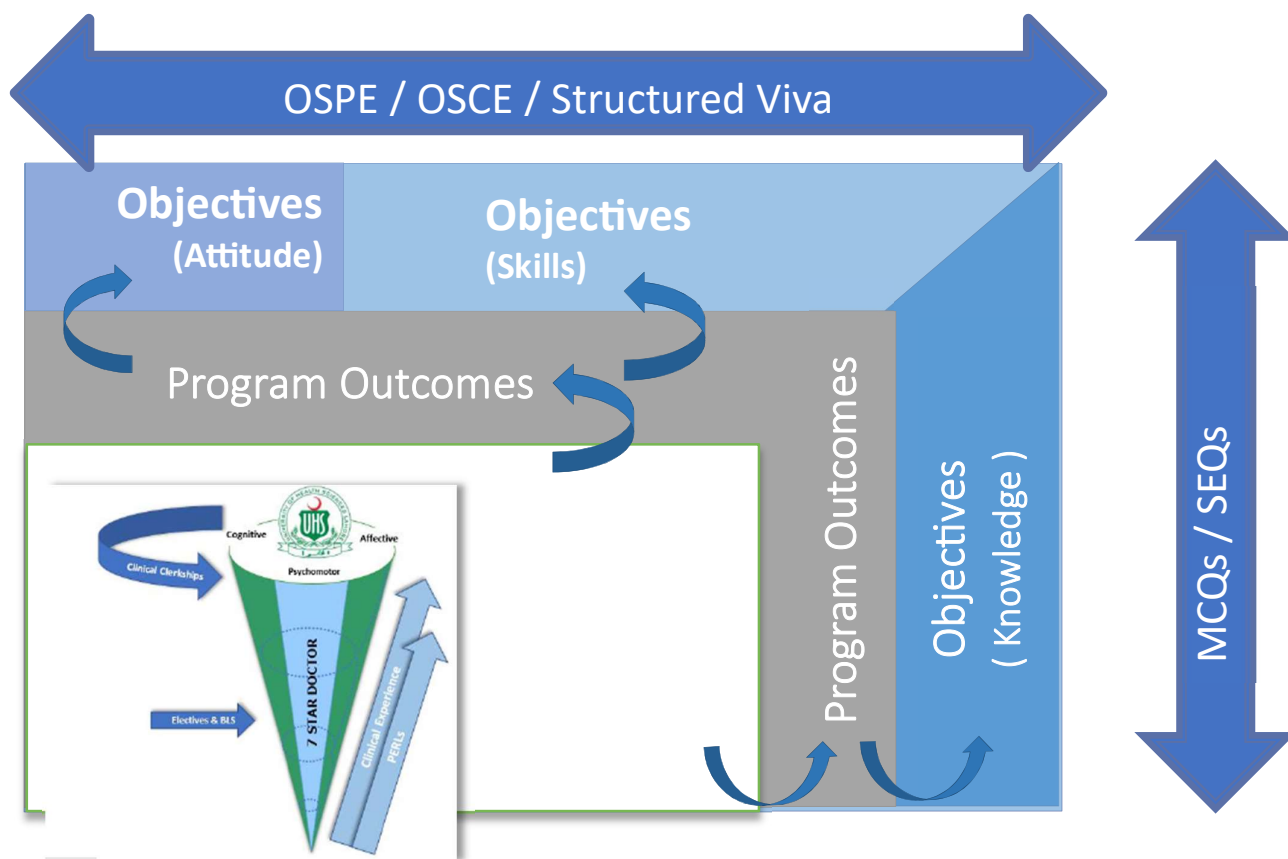 OSPE / OSCE / Structured Viva
Objectives
(Attitude)
Objectives
(Skills)
Program Outcomes
Program Outcomes
Objectives
( Knowledge )
MCQs / SEQs
UHS
Cognitive
Affective
Psychomotor
Clinical Clerkships
7 STAR DOCTOR
Electives & BLS
Clinical Experience
PERLs